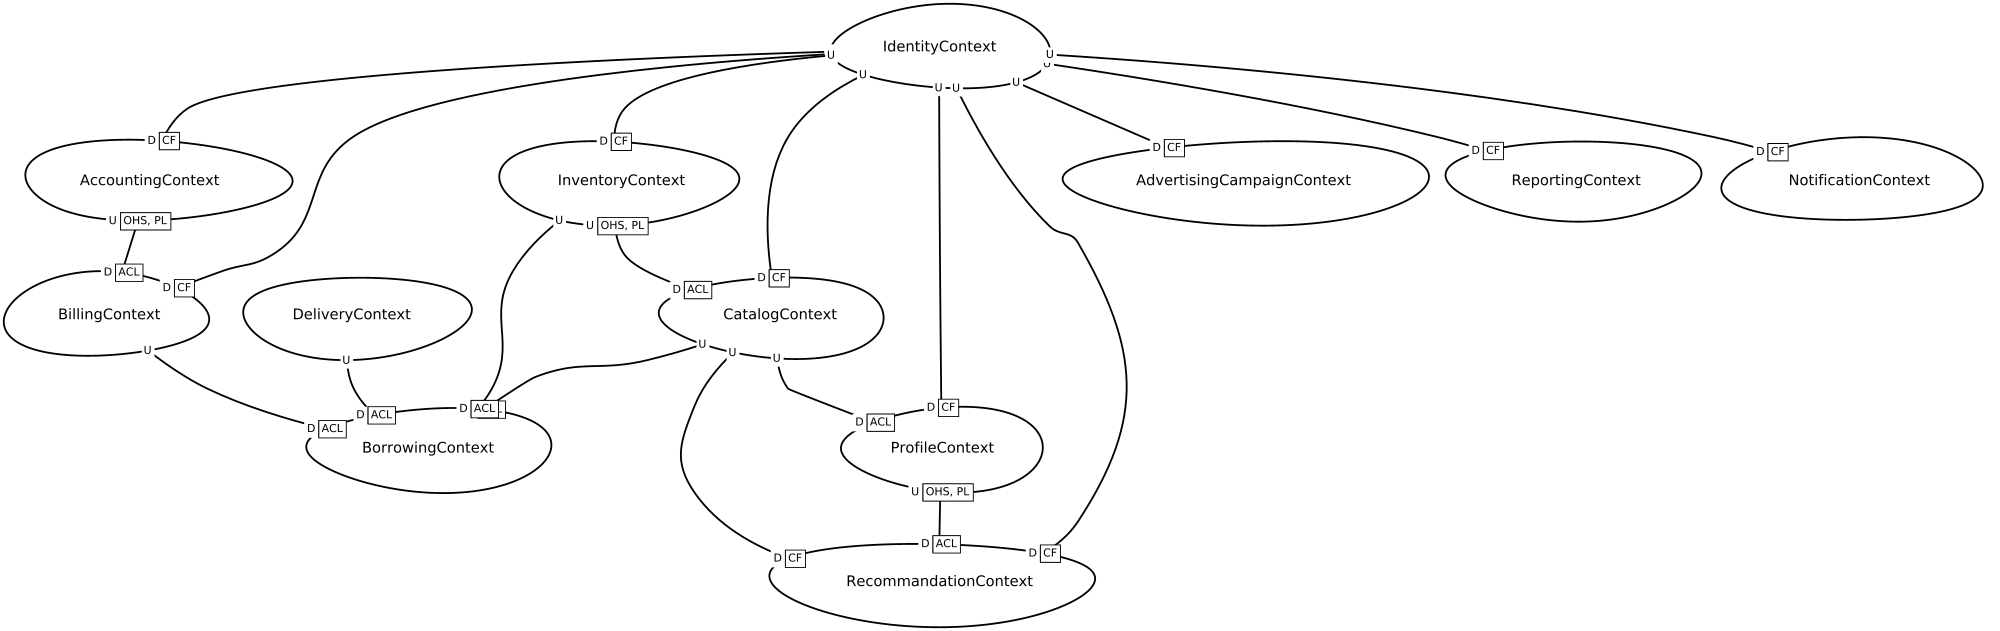 IdentityContext
U
U
U
U
U
U
U
U
D CF
D CF
D CF
D CF
D CF
AccountingContext
InventoryContext
AdvertisingCampaignContext
ReportingContext
NotificationContext
U OHS, PL
U
U OHS, PL
D ACL
D CF
D ACL
D CF
BillingContext
DeliveryContext
CatalogContext
U
U
U
U
U
D ACL
D ACL
D ACL
D ACL
D CF
BorrowingContext
ProfileContext
U OHS, PL
D CF
D ACL
D CF
RecommandationContext